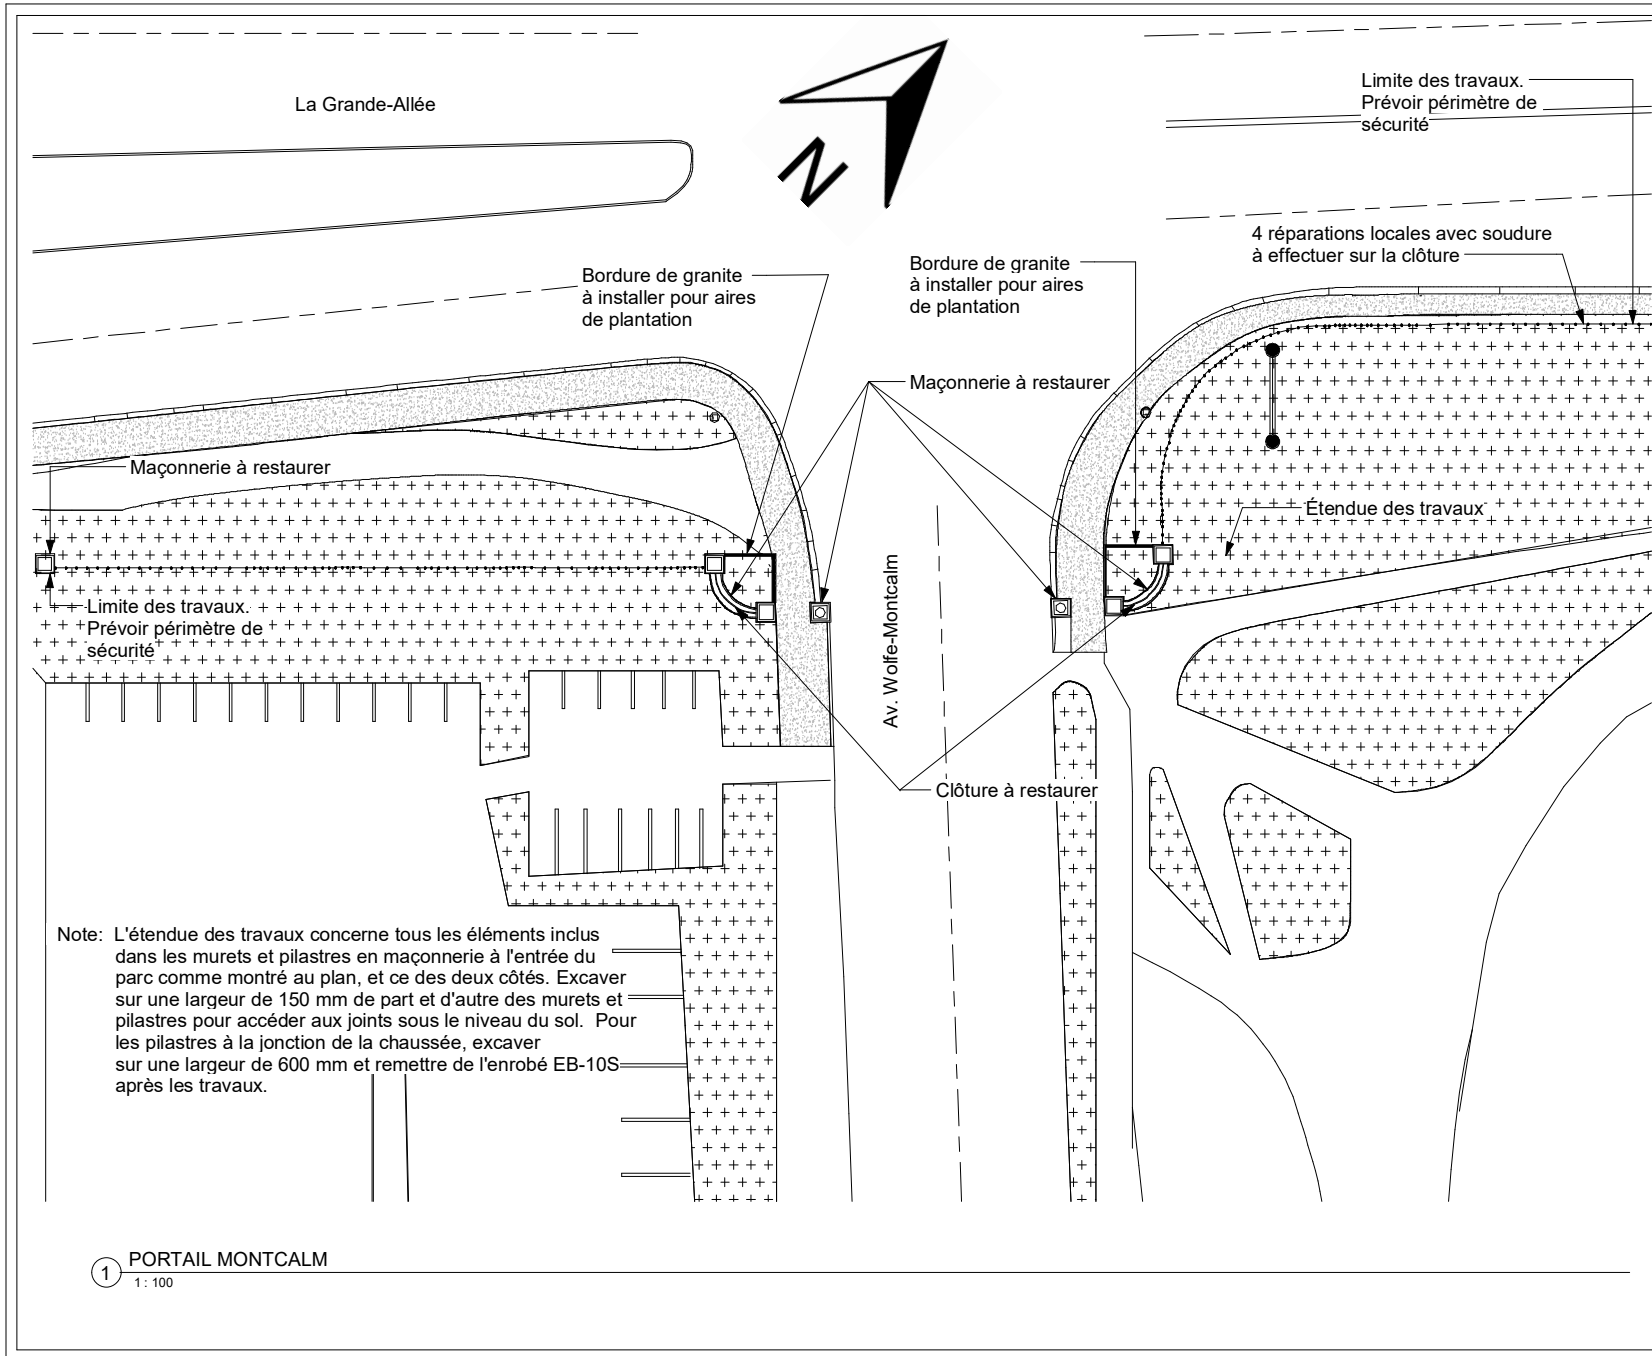 La Grande-Allée
N
Limite des travaux.
Prévoir périmètre de
sécurité
4 réparations locales avec soudure
à effectuer sur la clôture
Bordure de granite
à installer pour aires
de plantation
Bordure de granite
à installer pour aires
de plantation
Maçonnerie à restaurer
Maçonnerie à restaurer
Étendue des travaux
Limite des travaux.
Prévoir périmètre de
sécurité
Av. Wolfe-Montcalm
Clôture à restaurer
Note: L'étendue des travaux concerne tous les éléments inclus
dans les murets et pilastres en maçonnerie à l'entrée du
parc comme montré au plan, et ce des deux côtés. Excaver
sur une largeur de 150 mm de part et d'autre des murets et
pilastres pour accéder aux joints sous le niveau du sol. Pour
les pilastres à la jonction de la chaussée, excaver
sur une largeur de 600 mm et remettre de l'enrobé EB-10S
après les travaux.
1 PORTAIL MONTCALM
1 : 100